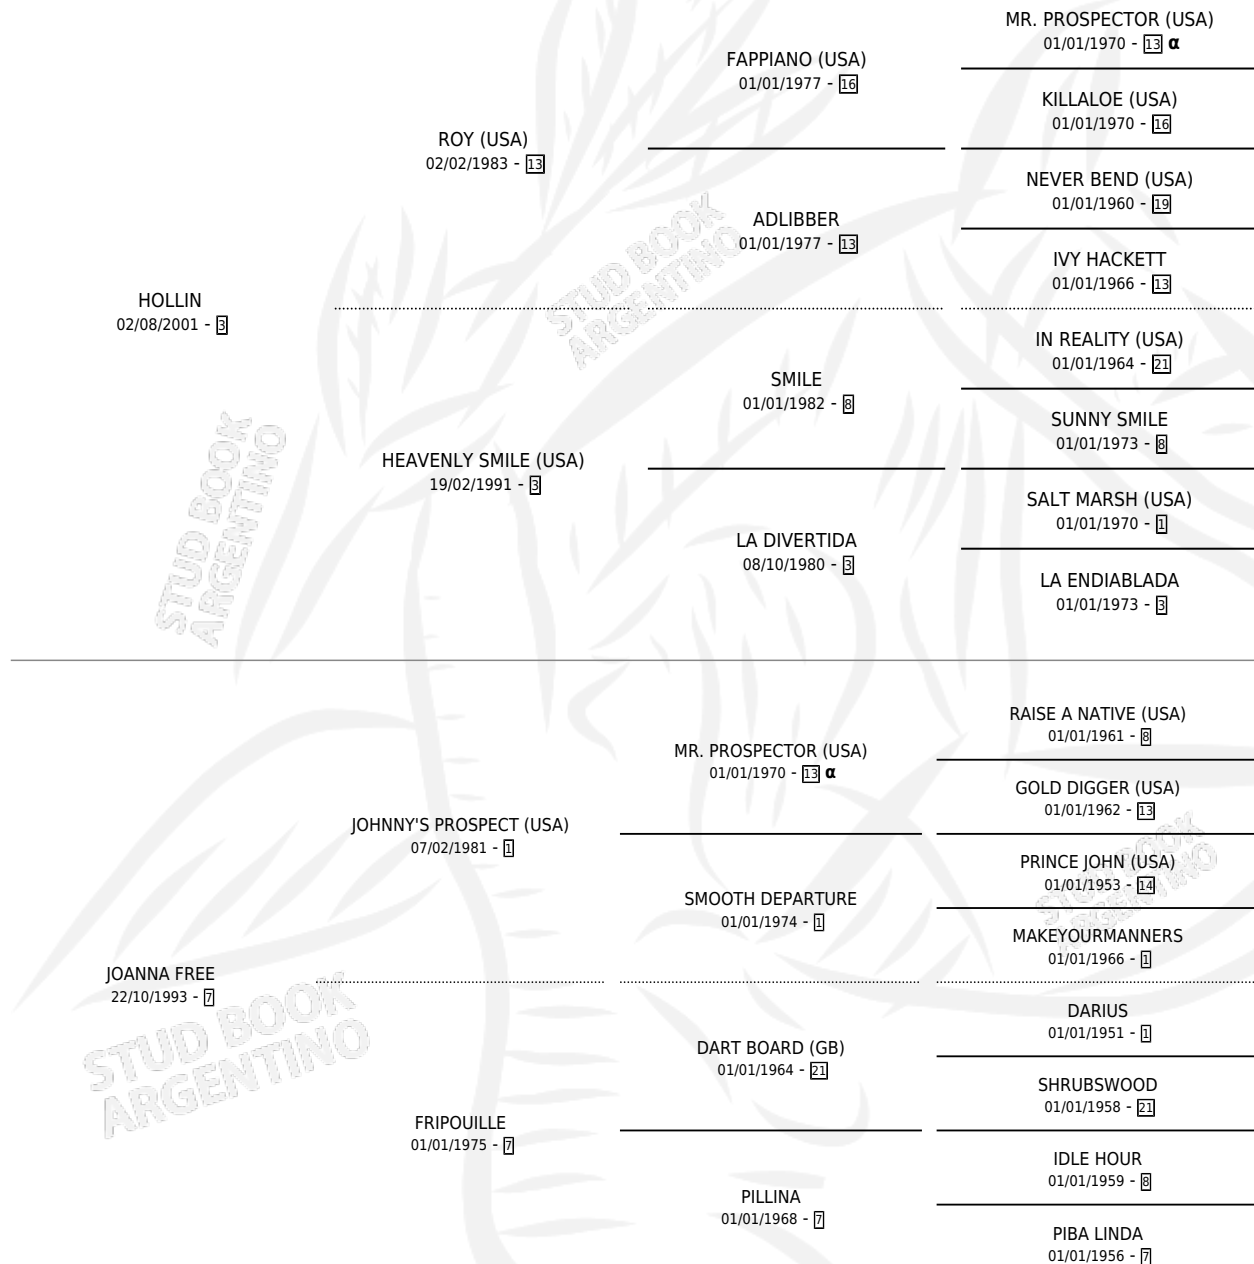 MR. PROSPECTOR (USA)
01/01/1970 - 13 α
FAPPIANO (USA)
01/01/1977 - 16
KILLALOE (USA)
01/01/1970 - 16
ROY (USA)
02/02/1983 - 13
NEVER BEND (USA)
01/01/1960 - 19
ADLIBBER
01/01/1977 - 13
IVY HACKETT
01/01/1966 - 13
HOLLIN
02/08/2001 - 3
IN REALITY (USA)
01/01/1964 - 21
SMILE
01/01/1982 - 8
SUNNY SMILE
01/01/1973 - 8
HEAVENLY SMILE (USA)
19/02/1991 - 3
SALT MARSH (USA)
01/01/1970 - 1
LA DIVERTIDA
08/10/1980 - 3
LA ENDIABLADA
01/01/1973 - 3
STUD BOOK
ARGENTINO
STUD BOOK
ARGENTINO
RAISE A NATIVE (USA)
01/01/1961 - 8
MR. PROSPECTOR (USA)
01/01/1970 - 13 α
GOLD DIGGER (USA)
01/01/1962 - 13
JOHNNY'S PROSPECT (USA)
07/02/1981 - 1
PRINCE JOHN (USA)
01/01/1953 - 14
SMOOTH DEPARTURE
01/01/1974 - 1
MAKEYOURMANNERS
01/01/1966 - 1
JOANNA FREE
22/10/1993 - 7
DARIUS
01/01/1951 - 1
DART BOARD (GB)
01/01/1964 - 21
SHRUBSWOOD
01/01/1958 - 21
FRIPOUILLE
01/01/1975 - 7
IDLE HOUR
01/01/1959 - 8
PILLINA
01/01/1968 - 7
PIBA LINDA
01/01/1956 - 7
STUD BOOK
ARGENTINO
STUD BOOK
ARGENTINO